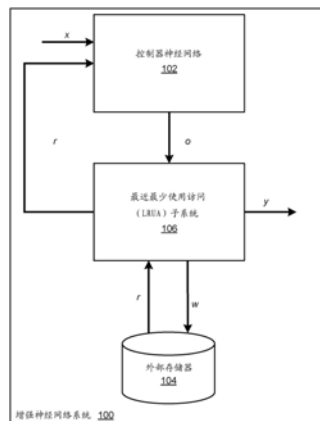 x
控制器神经网络
102
r
o
最近最少使用访问
(LRUA) 子系统
106
y
r
w
外部存储器
104
增强神经网络系统 100